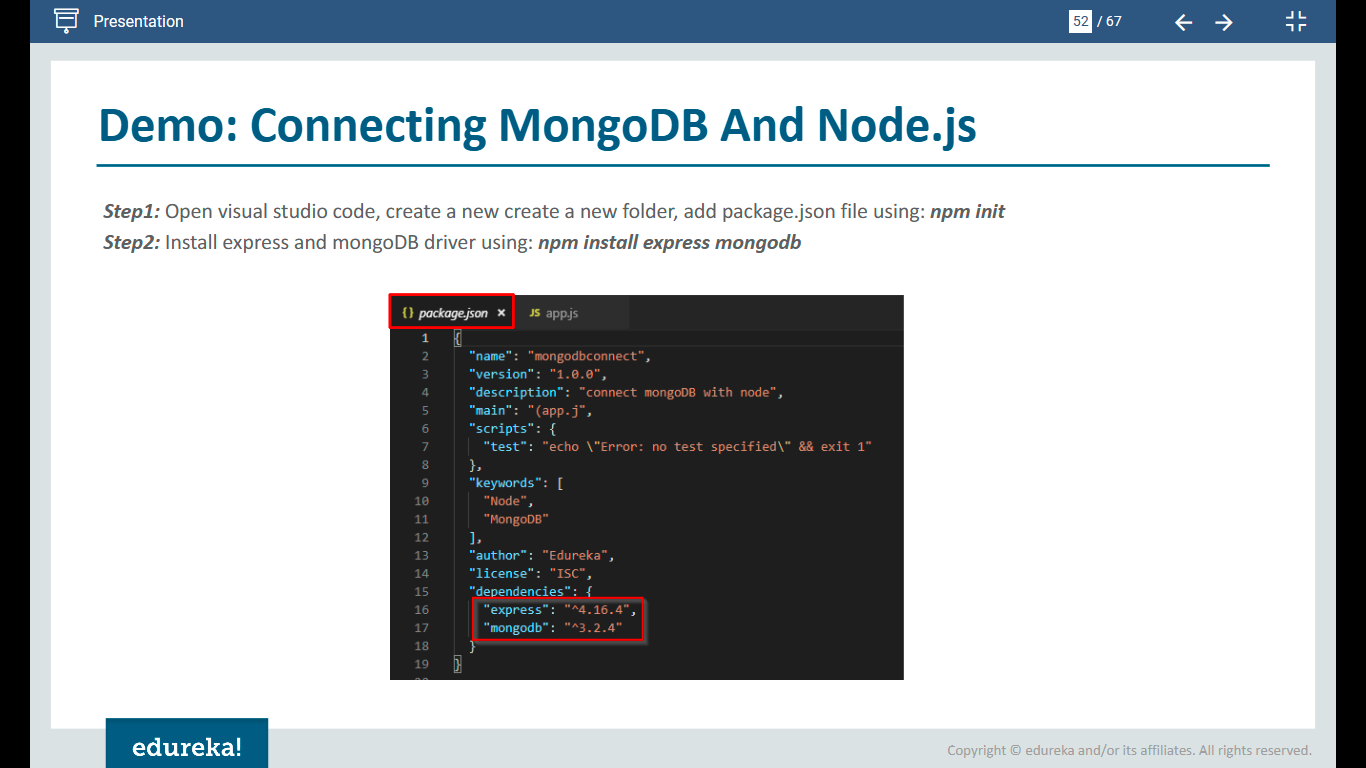 Presentation
52 / 67
Demo: Connecting MongoDB And Node.js
Step1: Open visual studio code, create a new create a new folder, add package.json file using: npm init
Step2: Install express and mongoDB driver using: npm install express mongodb
{} package.json × JS app.js
1 {
2 "name": "mongodbconnect",
3 "version": "1.0.0",
4 "description": "connect mongoDB with node",
5 "main": "(app.j",
6 "scripts": {
7 "test": "echo \"Error: no test specified\" && exit 1"
8 },
9 "keywords": [
10 "Node",
11 "MongoDB"
12 ],
13 "author": "Edureka",
14 "license": "ISC",
15 "dependencies": {
16 "express": "^4.16.4",
17 "mongodb": "^3.2.4"
18 }
19 }
edureka!
Copyright © edureka and/or its affiliates. All rights reserved.